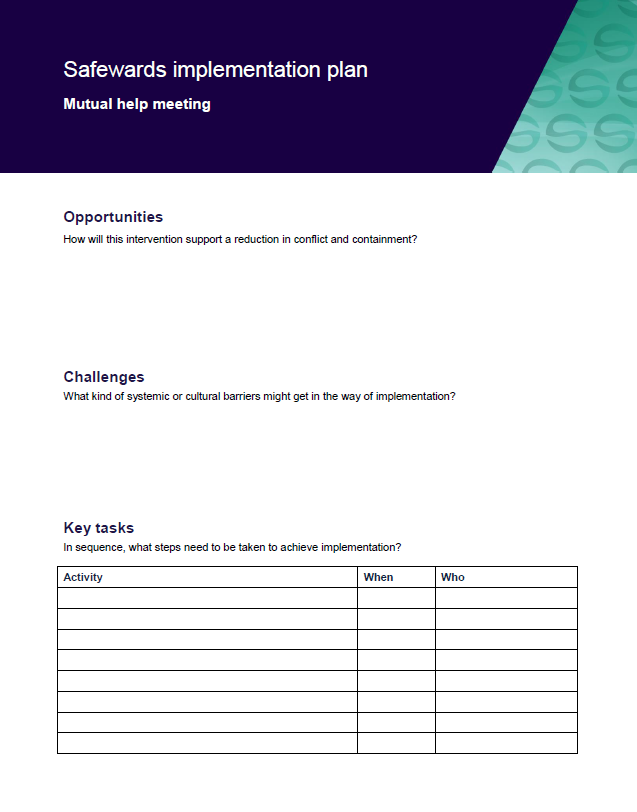 Safewards implementation plan
Mutual help meeting
Opportunities
How will this intervention support a reduction in conflict and containment?
Challenges
What kind of systemic or cultural barriers might get in the way of implementation?
Key tasks
In sequence, what steps need to be taken to achieve implementation?
Activity When Who